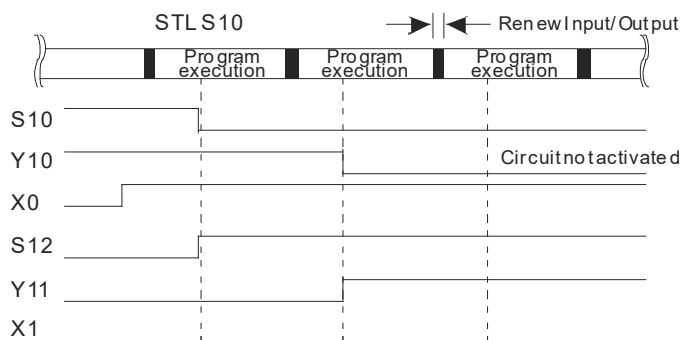 STL S10
Renew Input/Output
Program execution
Program execution
Program execution
S10
Y10
Circuit not activated
X0
S12
Y11
X1